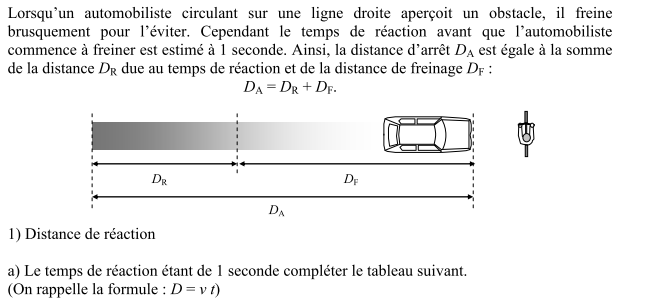 Lorsqu'un automobiliste circulant sur une ligne droite aperçoit un obstacle, il freine
brusquement pour l'éviter. Cependant le temps de réaction avant que l'automobiliste
commence à freiner est estimé à 1 seconde. Ainsi, la distance d'arrêt DA est égale à la somme
de la distance DR due au temps de réaction et de la distance de freinage DF :
DA = DR + DF.
DR DF
DA
1) Distance de réaction
a) Le temps de réaction étant de 1 seconde compléter le tableau suivant.
(On rappelle la formule : D = v t)